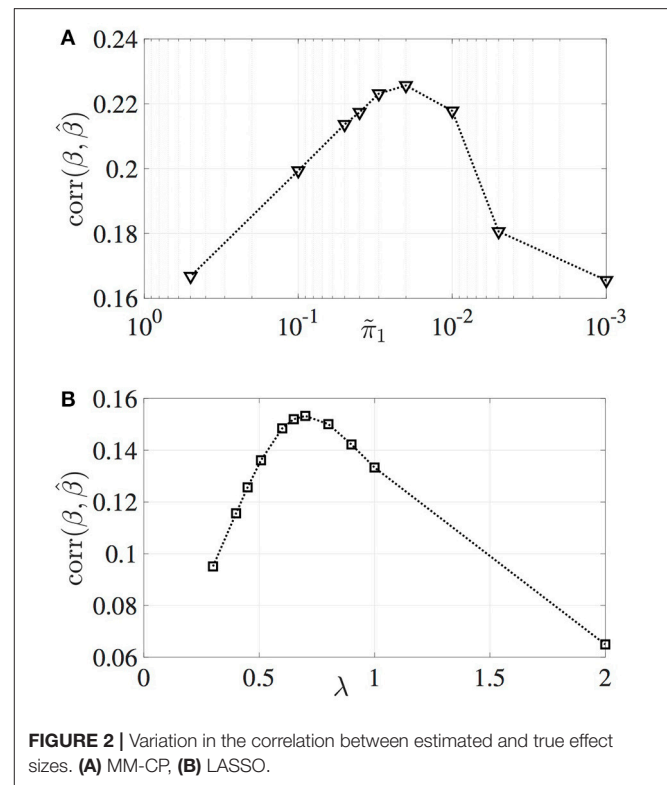 A
0.24
0.22
0.2
0.18
0.16
corr(β, β̂)
10⁰
10⁻¹
10⁻²
10⁻³
π̃₁
B
0.16
0.14
0.12
0.1
0.08
0.06
corr(β, β̂)
0
0.5
1
1.5
2
λ
FIGURE 2 | Variation in the correlation between estimated and true effect
sizes. (A) MM-CP, (B) LASSO.